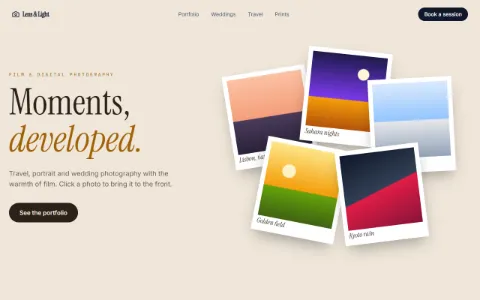 Lens & Light
Portfolio
Weddings
Travel
Prints
Book a session
FILM & DIGITAL PHOTOGRAPHY
Moments,
developed.
Travel, portrait and wedding photography with the
warmth of film. Click a photo to bring it to the front.
See the portfolio
Sahara nights
Lisbon,
Golden field
Kyoto rain